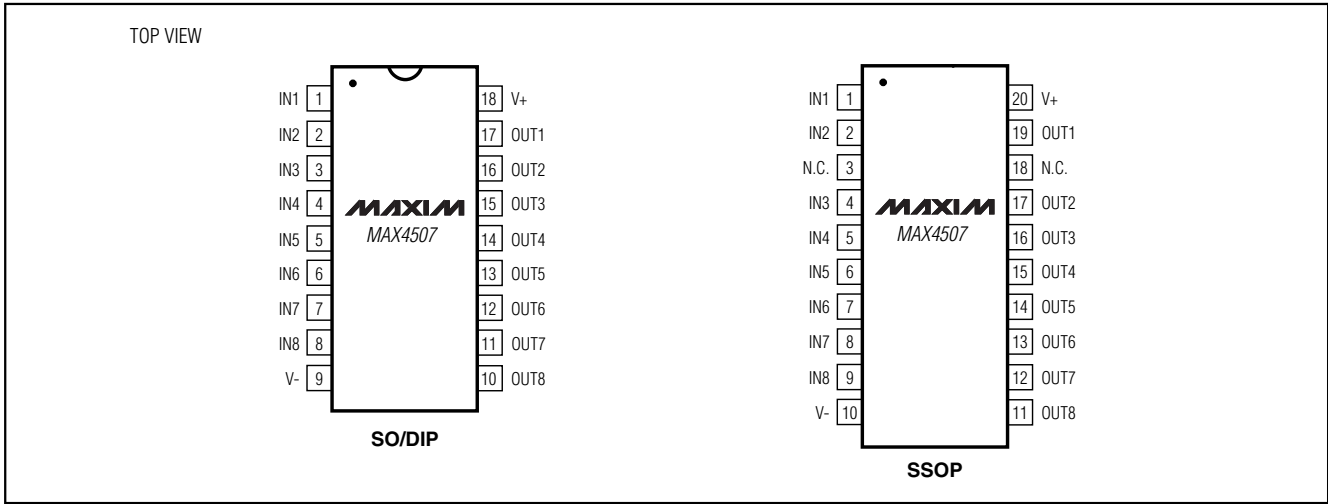 TOP VIEW
IN1 1 18 V+
IN2 2 17 OUT1
IN3 3 16 OUT2
IN4 4 15 OUT3
IN5 5 14 OUT4
IN6 6 13 OUT5
IN7 7 12 OUT6
IN8 8 11 OUT7
V- 9 10 OUT8
MAXIM
MAX4507
SO/DIP
IN1 1 20 V+
IN2 2 19 OUT1
N.C. 3 18 N.C.
IN3 4 17 OUT2
IN4 5 16 OUT3
IN5 6 15 OUT4
IN6 7 14 OUT5
IN7 8 13 OUT6
IN8 9 12 OUT7
V- 10 11 OUT8
MAXIM
MAX4507
SSOP